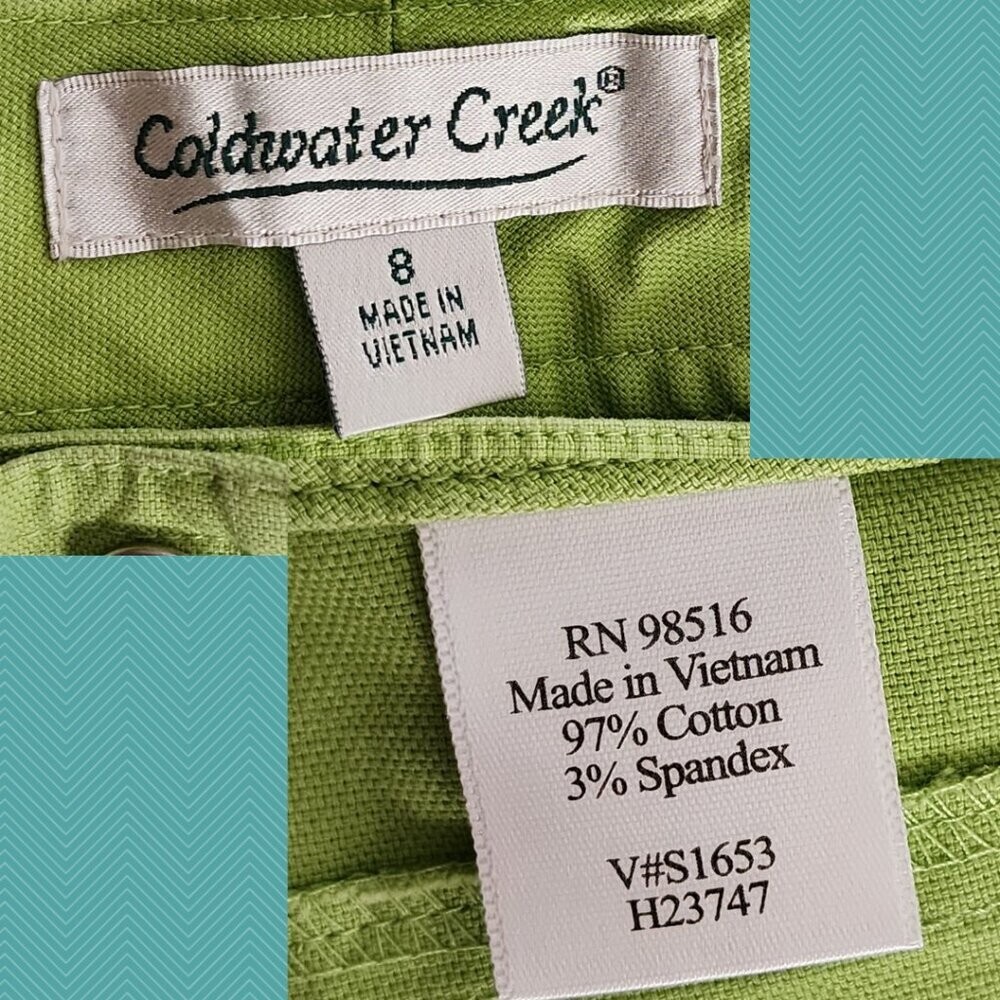 Coldwater Creek®
8
MADE IN
VIETNAM
RN 98516
Made in Vietnam
97% Cotton
3% Spandex
V#S1653
H23747